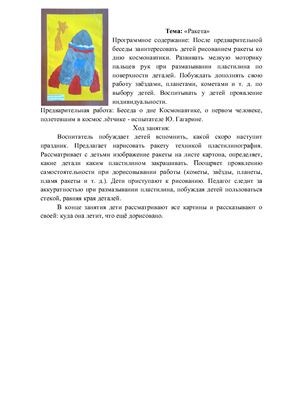 Тема: «Ракета»
Программное содержание: После предварительной
беседы заинтересовать детей рисованием ракеты ко
дню космонавтики. Развивать мелкую моторику
пальцев рук при размазывании пластилина по
поверхности деталей. Побуждать дополнять свою
работу звёздами, планетами, кометами и т. д. по
выбору детей. Воспитывать у детей проявление
индивидуальности.
Предварительная работа: Беседа о дне Космонавтике, о первом человеке,
полетевшим в космос лётчике - испытателе Ю. Гагарине.
Ход занятия:
Воспитатель побуждает детей вспомнить, какой скоро наступит
праздник. Предлагает нарисовать ракету техникой пластилинография.
Рассматривает с детьми изображение ракеты на листе картона, определяет,
какие детали каким пластилином закрашивать. Поощряет проявлению
самостоятельности при дорисовывании работы (кометы, звёзды, планеты,
пламя ракеты и т. д.). Дети приступают к рисованию. Педагог следит за
аккуратностью при размазывании пластилина, побуждая детей пользоваться
стекой, равняя края деталей.
В конце занятия дети рассматривают все картины и рассказывают о
своей: куда она летит, что ещё дорисовано.